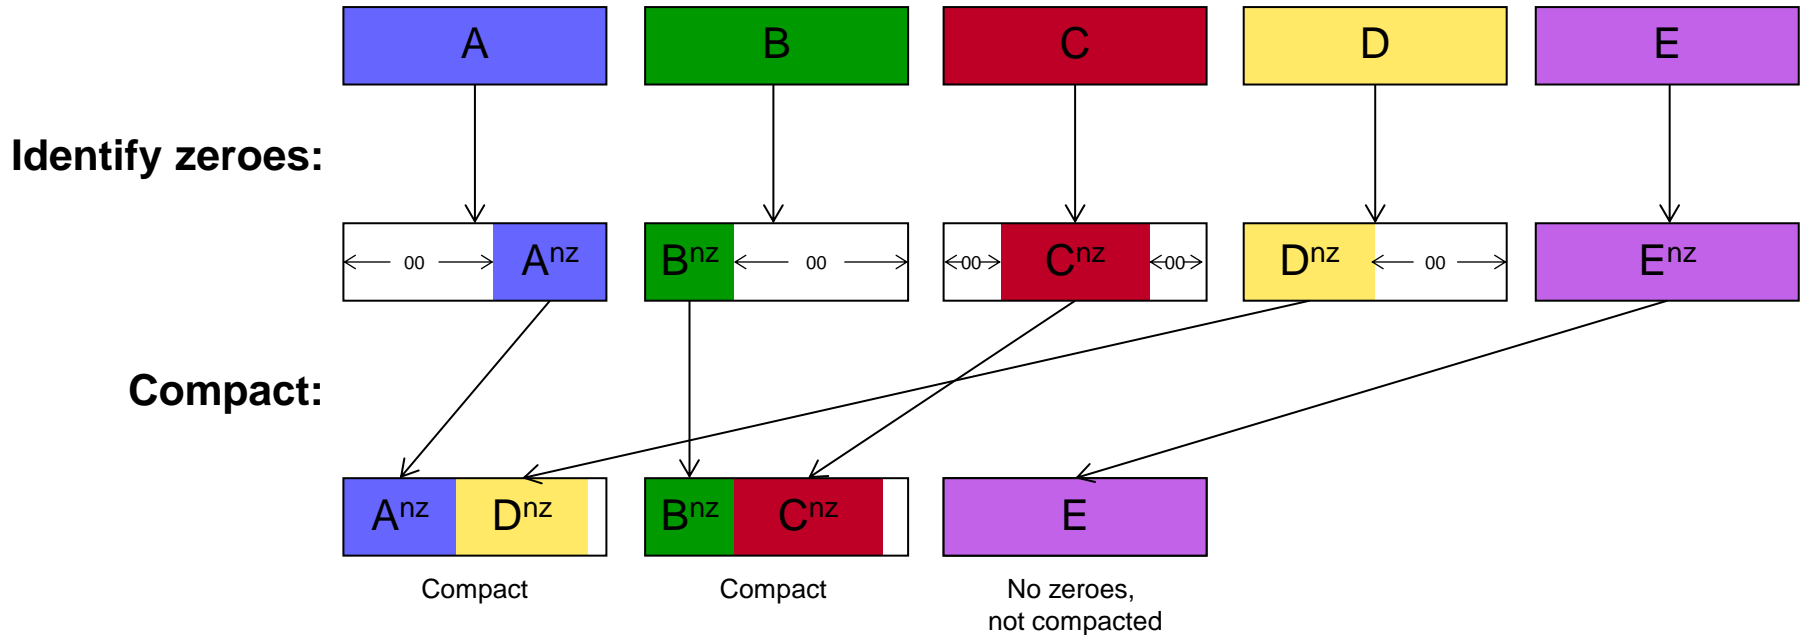 A B C D E
Identify zeroes:
00 Aⁿᶻ Bⁿᶻ 00 00 Cⁿᶻ 00 Dⁿᶻ 00 Eⁿᶻ
Compact:
Aⁿᶻ Dⁿᶻ Bⁿᶻ Cⁿᶻ E
Compact Compact No zeroes,
not compacted